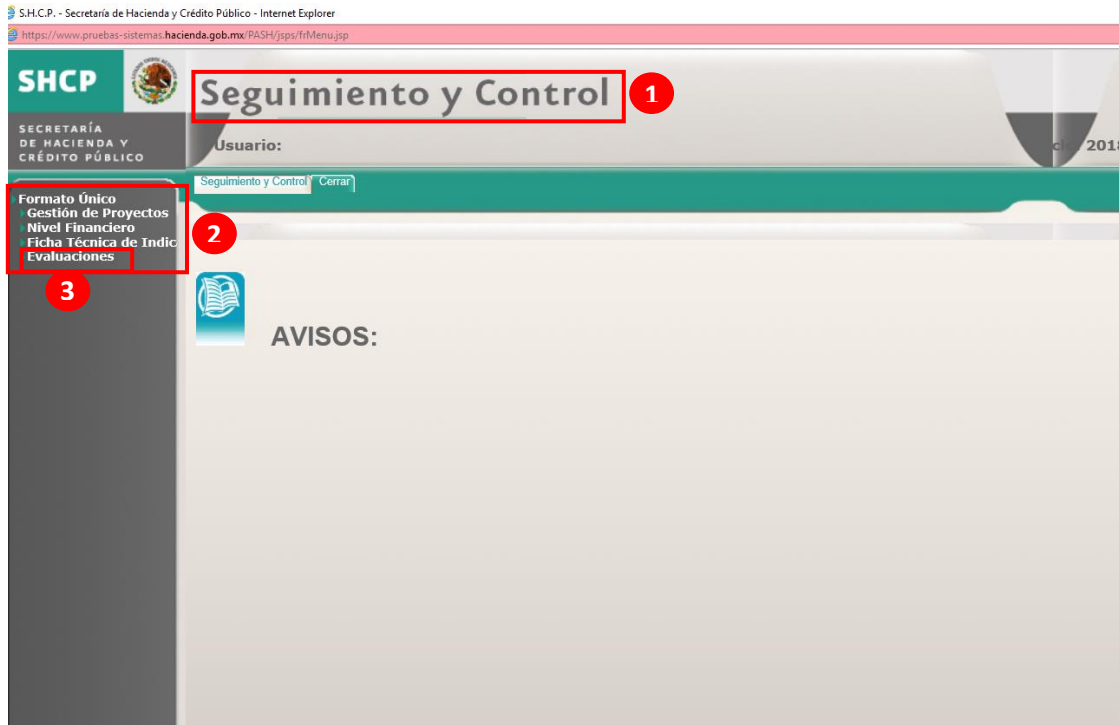 S.H.C.P. - Secretaría de Hacienda y Crédito Público - Internet Explorer
https://www.pruebas-sistemas.hacienda.gob.mx/PASH/jsps/frMenu.jsp
SHCP
SECRETARÍA
DE HACIENDA Y
CRÉDITO PÚBLICO
Seguimiento y Control
1
Usuario:
2018
Seguimiento y Control
Cerrar
Formato Único
Gestión de Proyectos
Nivel Financiero
Ficha Técnica de Indic
Evaluaciones
2
3
AVISOS: